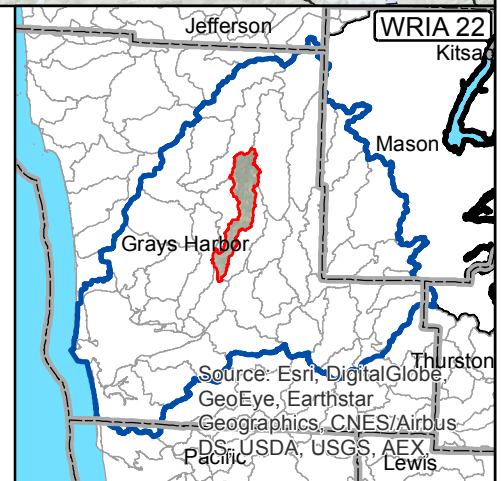 Jefferson
WRIA 22
Kitsap
Mason
Grays Harbor
Thurston
Source: Esri, DigitalGlobe,
GeoEye, Earthstar
Geographics, CNES/Airbus
DS, USDA, USGS, AEX,
Pacific
Lewis